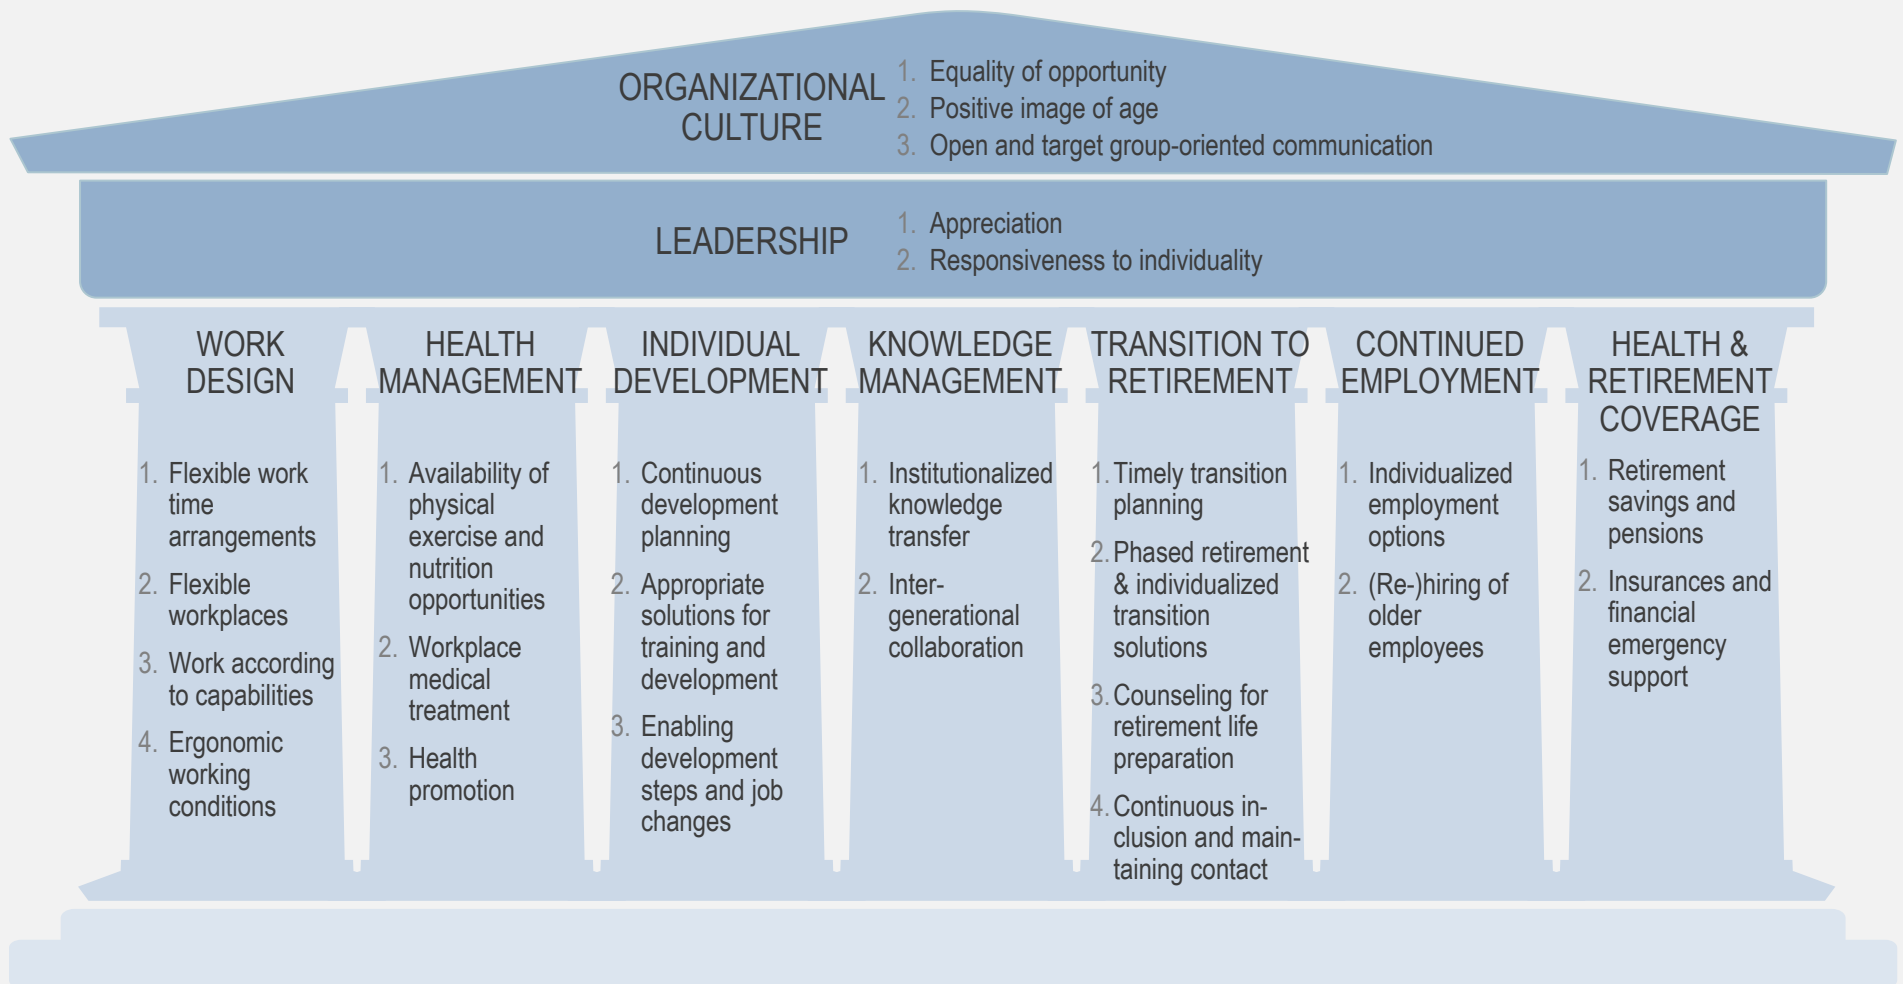 ORGANIZATIONAL
CULTURE
1. Equality of opportunity
2. Positive image of age
3. Open and target group-oriented communication
LEADERSHIP
1. Appreciation
2. Responsiveness to individuality
WORK
DESIGN
1. Flexible work
time
arrangements
2. Flexible
workplaces
3. Work according
to capabilities
4. Ergonomic
working
conditions
HEALTH
MANAGEMENT
1. Availability of
physical
exercise and
nutrition
opportunities
2. Workplace
medical
treatment
3. Health
promotion
INDIVIDUAL
DEVELOPMENT
1. Continuous
development
planning
2. Appropriate
solutions for
training and
development
3. Enabling
development
steps and job
changes
KNOWLEDGE
MANAGEMENT
1. Institutionalized
knowledge
transfer
2. Inter-
generational
collaboration
TRANSITION TO
RETIREMENT
1. Timely transition
planning
2. Phased retirement
& individualized
transition
solutions
3. Counseling for
retirement life
preparation
4. Continuous in-
clusion and main-
taining contact
CONTINUED
EMPLOYMENT
1. Individualized
employment
options
2. (Re-)hiring of
older
employees
HEALTH &
RETIREMENT
COVERAGE
1. Retirement
savings and
pensions
2. Insurances and
financial
emergency
support